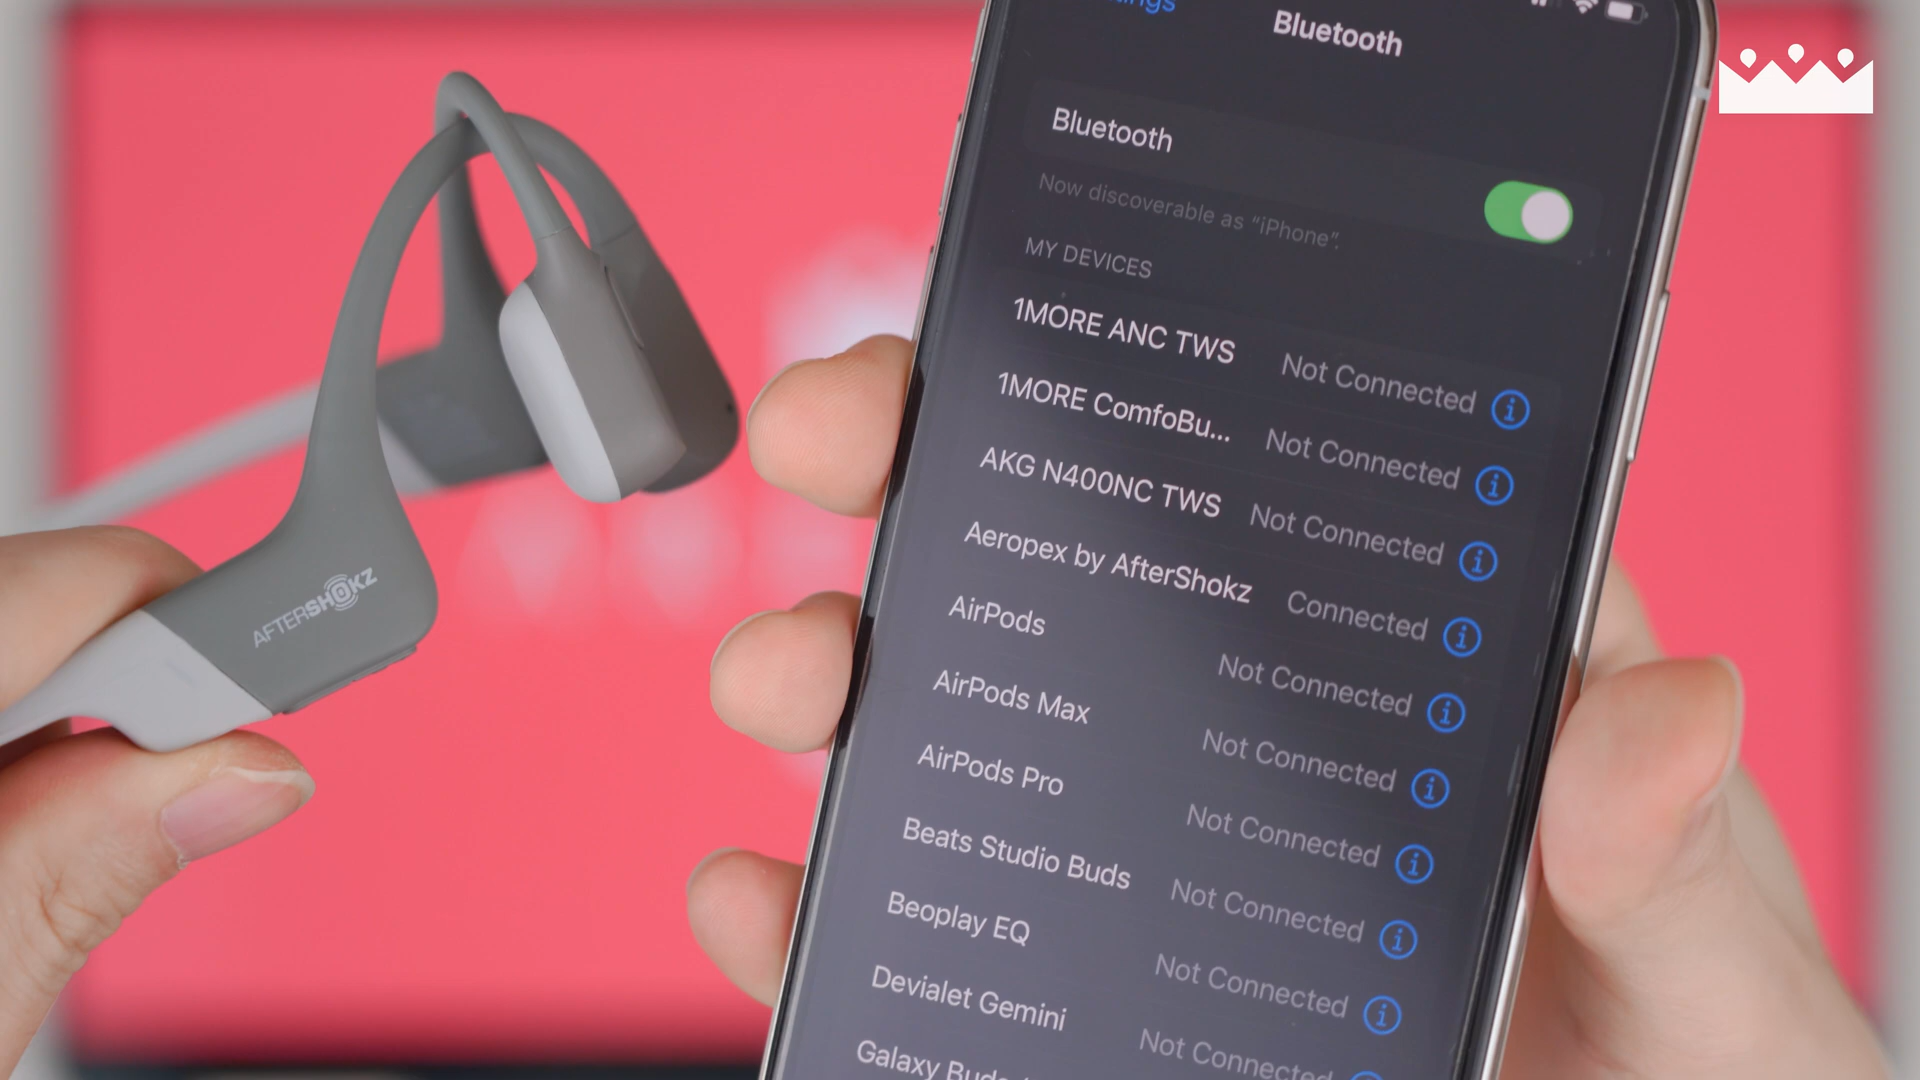 Bluetooth
Bluetooth
Now discoverable as “iPhone”.
MY DEVICES
1MORE ANC TWS Not Connected
1MORE ComfoBu... Not Connected
AKG N400NC TWS Not Connected
Aeropex by AfterShokz Connected
AirPods Not Connected
AirPods Max Not Connected
AirPods Pro Not Connected
Beats Studio Buds Not Connected
Beoplay EQ Not Connected
Devialet Gemini Not Connected
Galaxy
AFTERSHOKZ